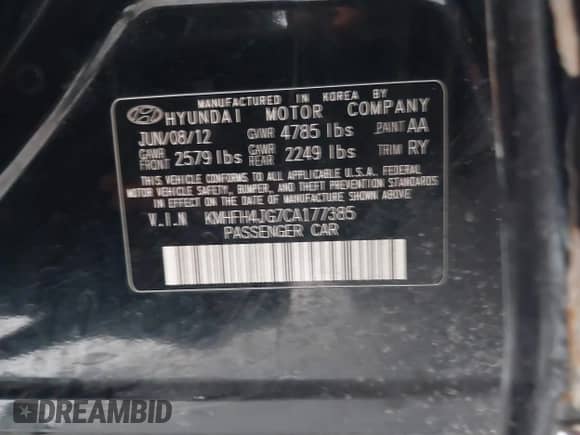 MANUFACTURED IN KOREA BY
HYUNDAI MOTOR COMPANY
JUN/08/12 GVWR 4785 lbs PAINT AA
GAWR FRONT 2579 lbs GAWR REAR 2249 lbs TRIM RY
THIS VEHICLE CONFORMS TO ALL APPLICABLE U.S.A. FEDERAL
MOTOR VEHICLE SAFETY, BUMPER, AND THEFT PREVENTION STANDARDS
IN EFFECT ON THE DATE OF MANUFACTURE SHOWN ABOVE
V.I.N KMHFH4JG7CA177385
PASSENGER CAR
DREAMBID